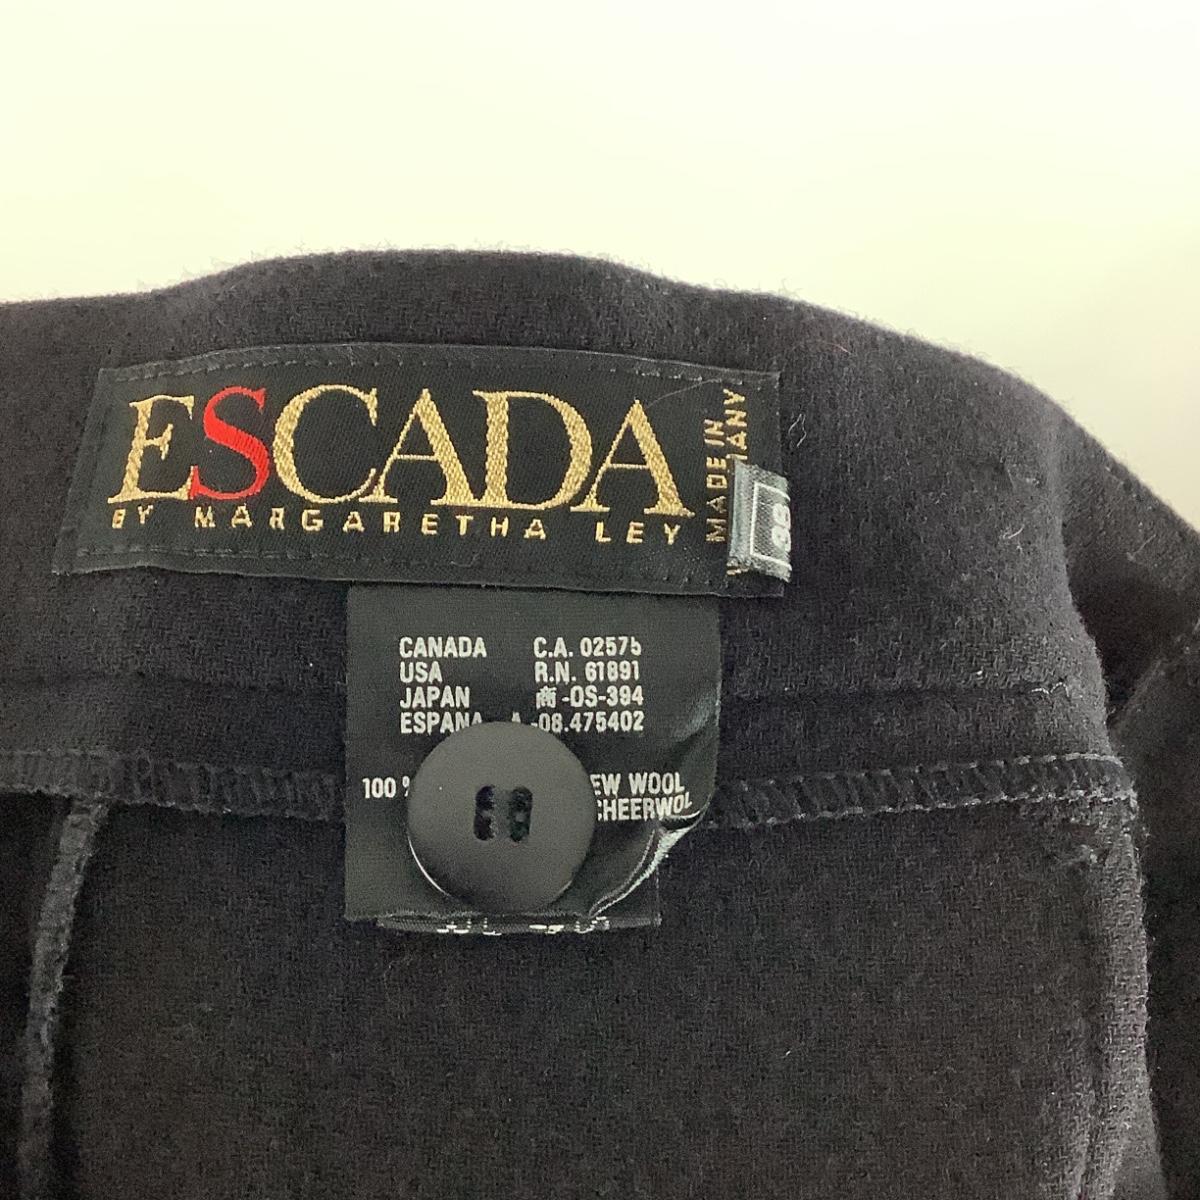 ESCADA
BY MARGARETHA LEY
MADE IN
CANADA C.A. 02575
USA R.N. 61891
JAPAN 商-OS-394
ESPANA A -08.475402
100 % EW WOOL
CHEERWOL